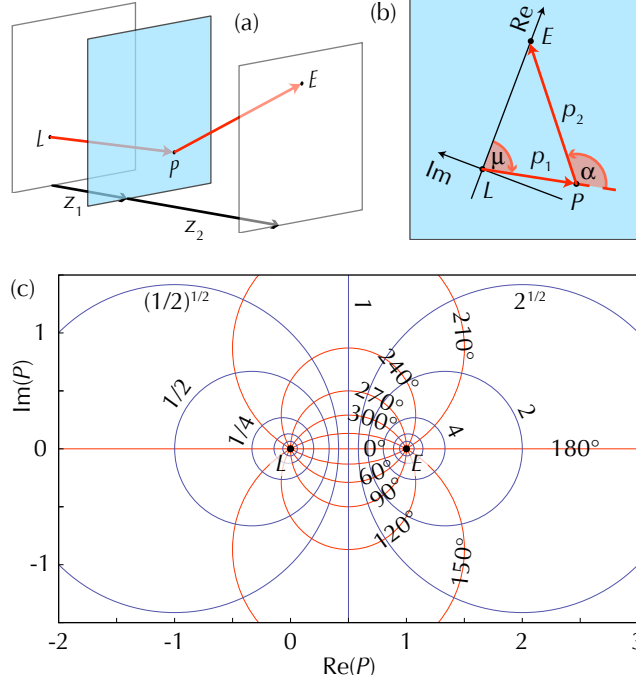 (a)
L
P
E
z1
z2
(b)
Re
E
p2
μ
p1
α
Im
L
P
(c)
(1/2)1/2
1
21/2
210°
240°
1/2
270°
2
300°
1/4
4
0°
180°
L
E
60°
90°
120°
150°
1
0
-1
Im(P)
-2
-1
0
1
2
3
Re(P)